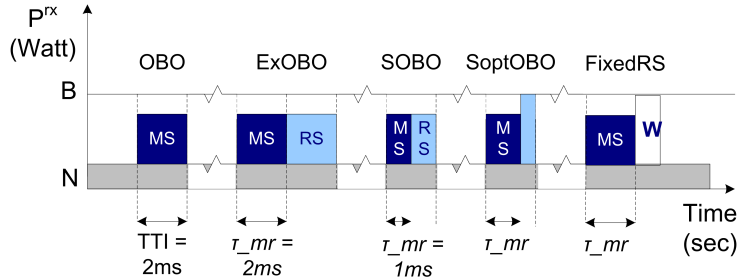 P^rx
(Watt)
OBO
ExOBO
SOBO
SoptOBO
FixedRS
B
MS
MS
RS
M
S
R
S
M
S
MS
W
N
Time
(sec)
TTI =
2ms
τ_mr =
2ms
τ_mr =
1ms
τ_mr
τ_mr